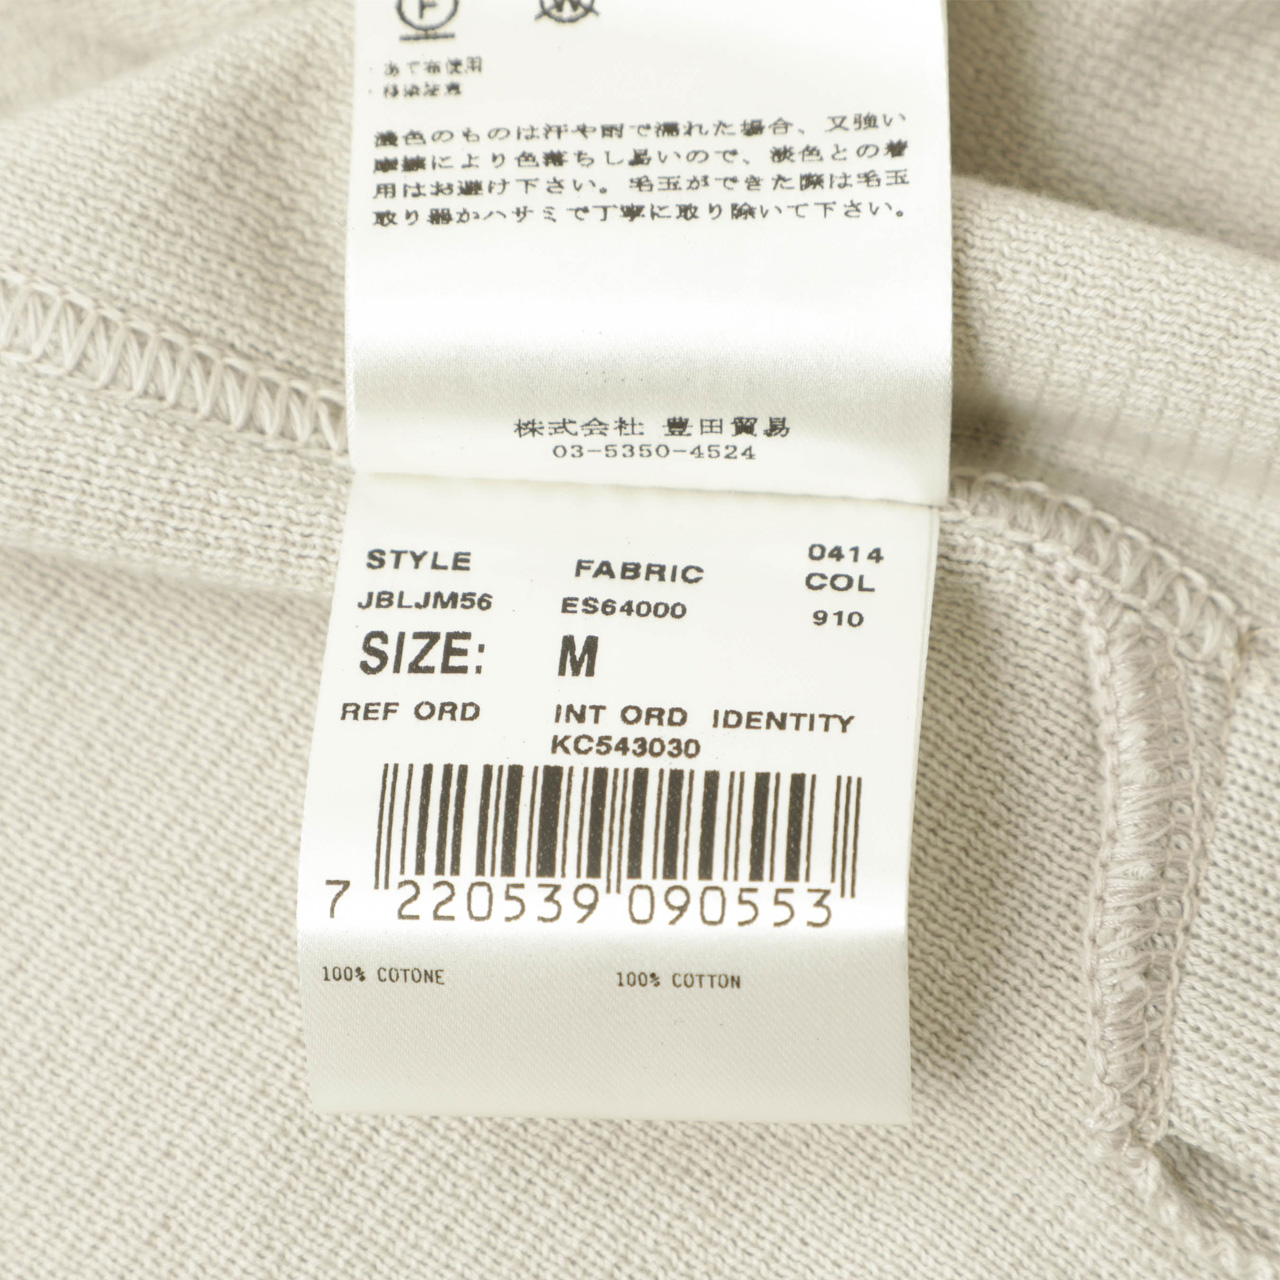 F
W
・あて布使用
・移染注意
淡色のものは汗や雨で濡れた場合、又強い
摩擦により色落ちし易いので、淡色との着
用はお避け下さい。毛玉ができた際は毛玉
取り器かハサミで丁寧に取り除いて下さい。
株式会社 豊田貿易
03-5350-4524
STYLE FABRIC 0414
COL
JBLJM56 ES64000 910
SIZE: M
REF ORD INT ORD IDENTITY
KC543030
7 220539 090553
100% COTONE 100% COTTON